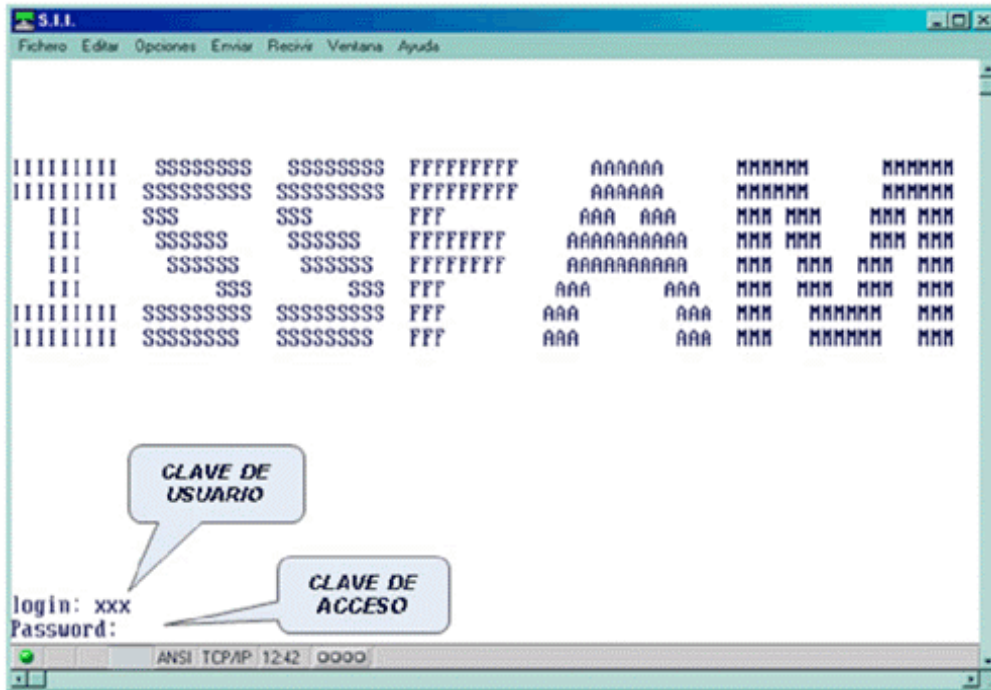 S.I.I.
Fichero Editar Opciones Enviar Recivir Ventana Ayuda
IIIIIIIII SSSSSSSS SSSSSSSS FFFFFFFFF AAAAAA MMMMMM MMMMMM
IIIIIIIII SSSSSSSSS SSSSSSSSS FFFFFFFFF AAAAAA MMMMMM MMMMMM
III SSS SSS FFF AAA AAA MMM MMM MMM MMM
III SSSSSS SSSSSS FFFFFFFF AAAAAAAAAA MMM MMM MMM MMM
III SSSSSS SSSSSS FFFFFFFF AAAAAAAAAA MMM MMM MMM MMM
III SSS SSS FFF AAA AAA MMM MMM MMM MMM
IIIIIIIII SSSSSSSSS SSSSSSSSS FFF AAA AAA MMM MMMMMM MMM
IIIIIIIII SSSSSSSS SSSSSSSS FFF AAA AAA MMM MMMMMM MMM
CLAVE DE
USUARIO
CLAVE DE
ACCESO
login: xxx
Password:
ANSI TCP/IP 12:42